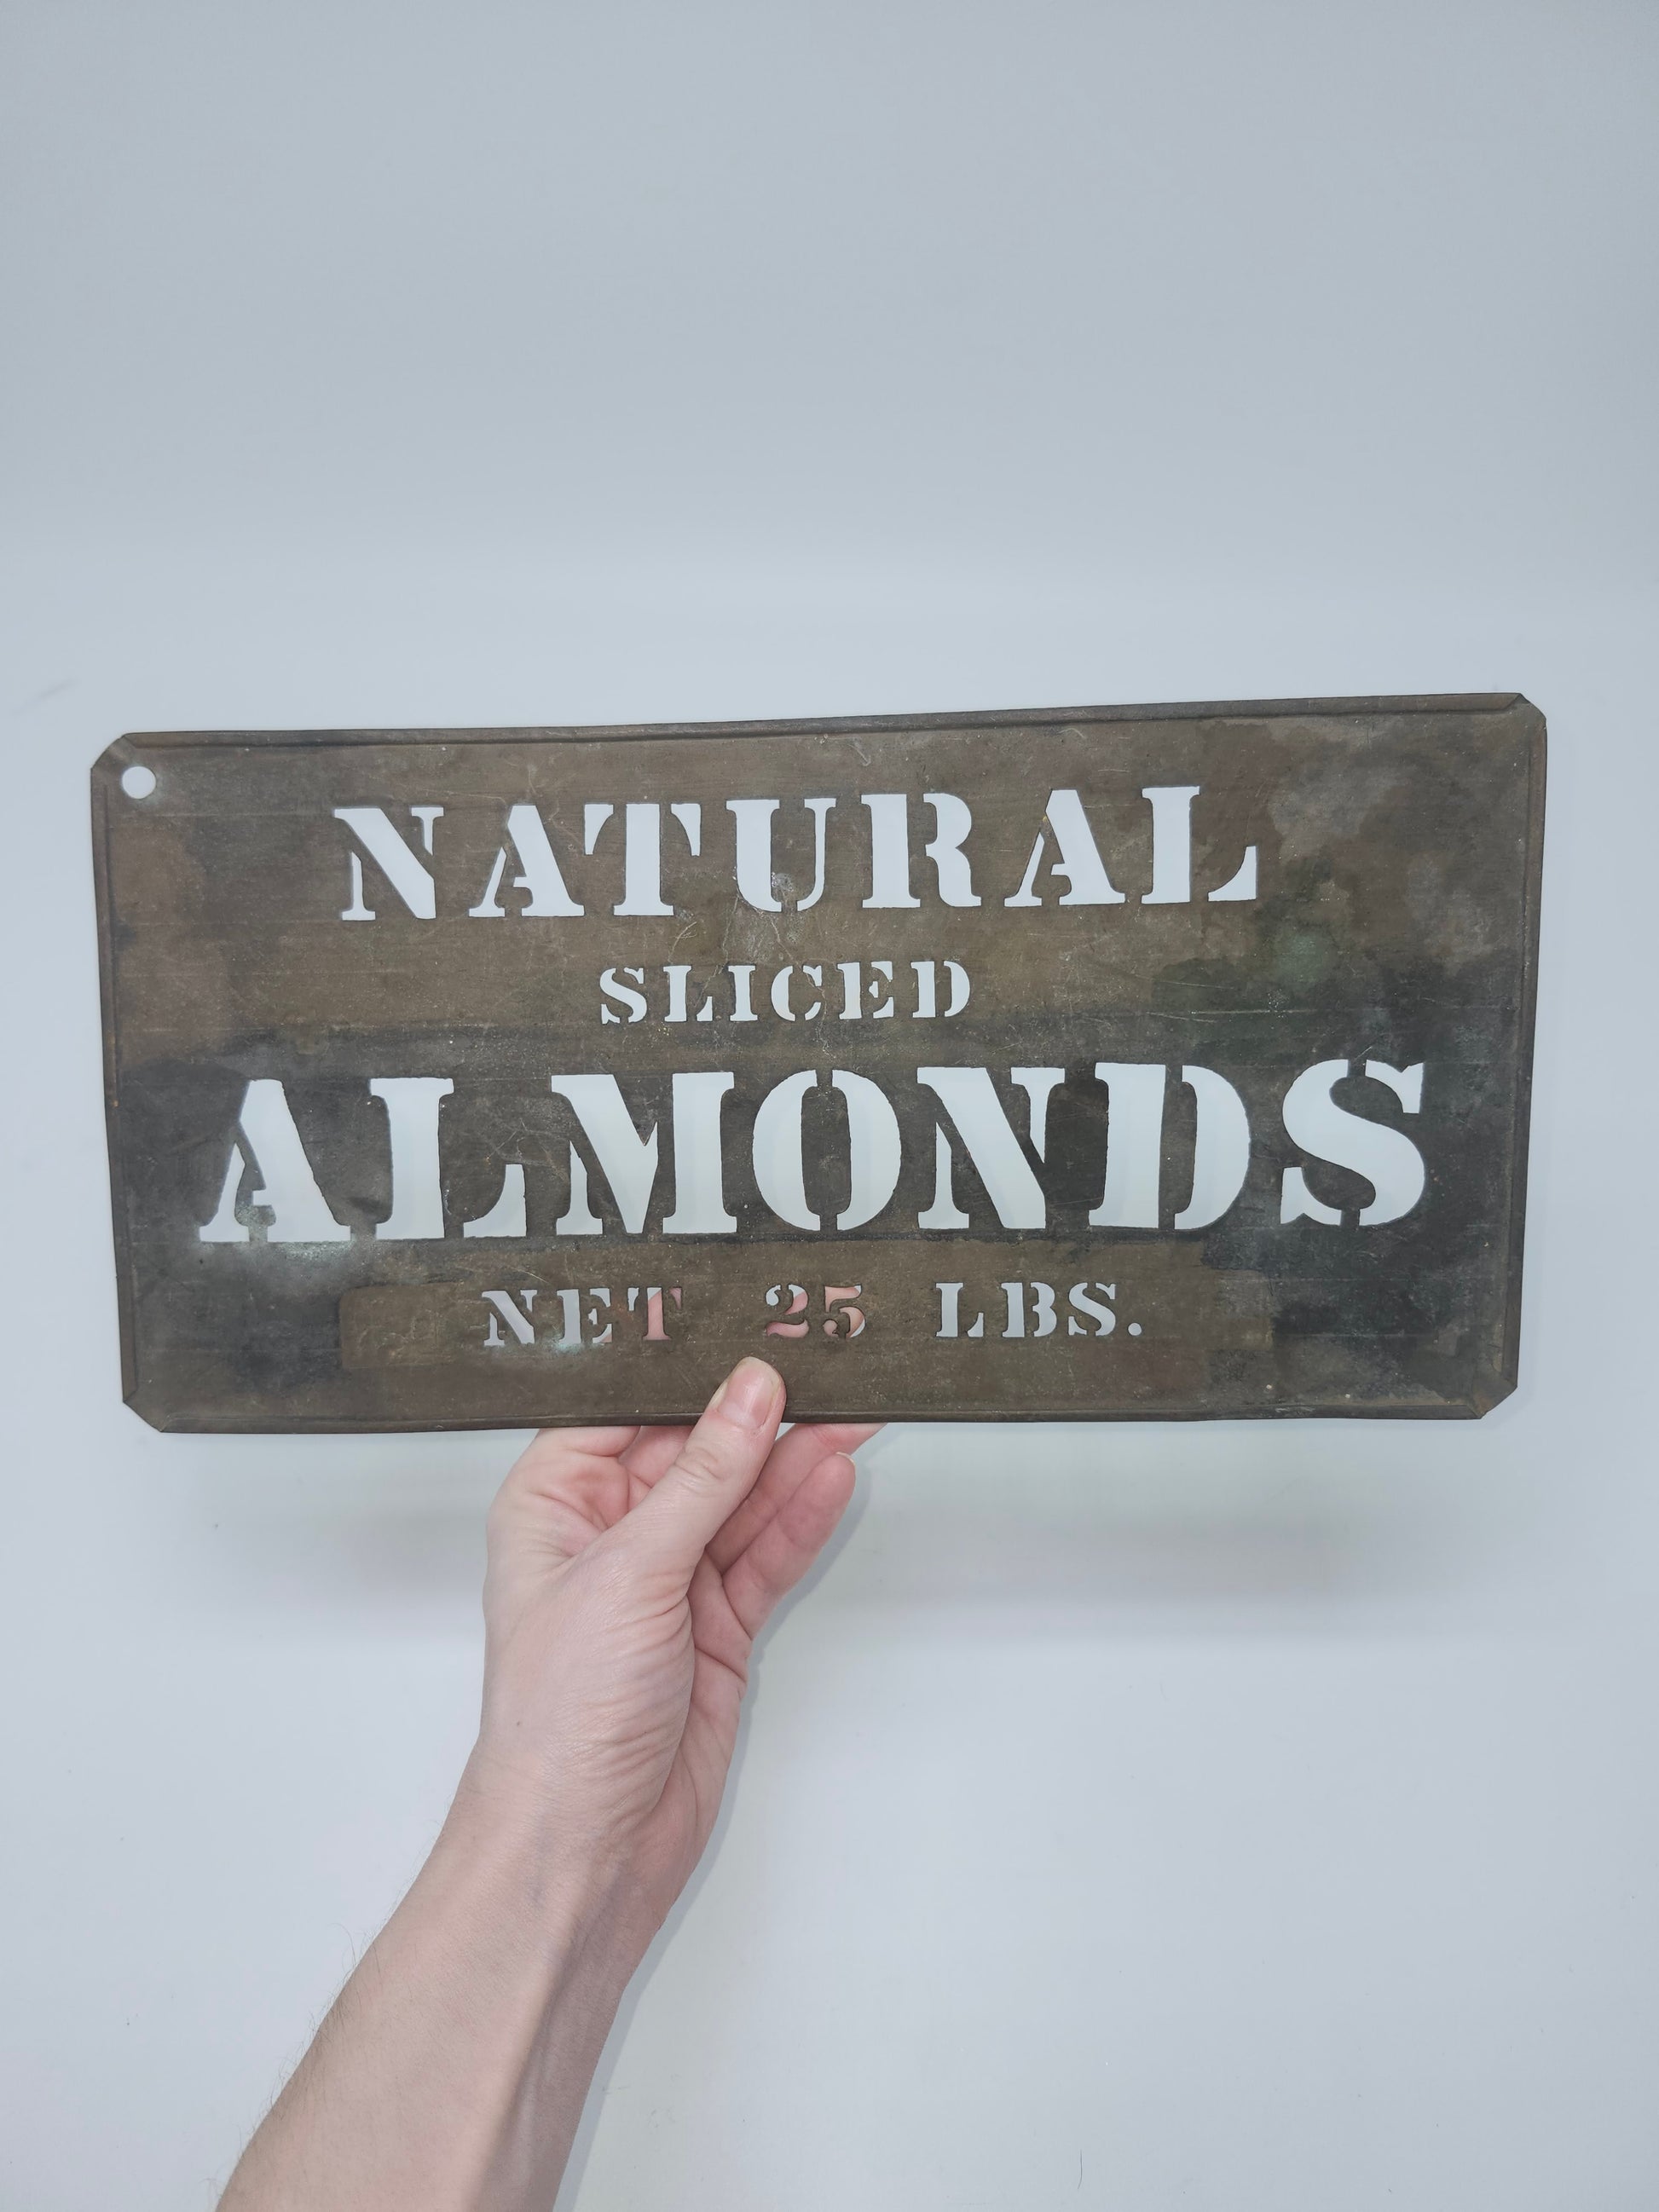 NATURAL
SLICED
ALMONDS
NET 25 LBS.